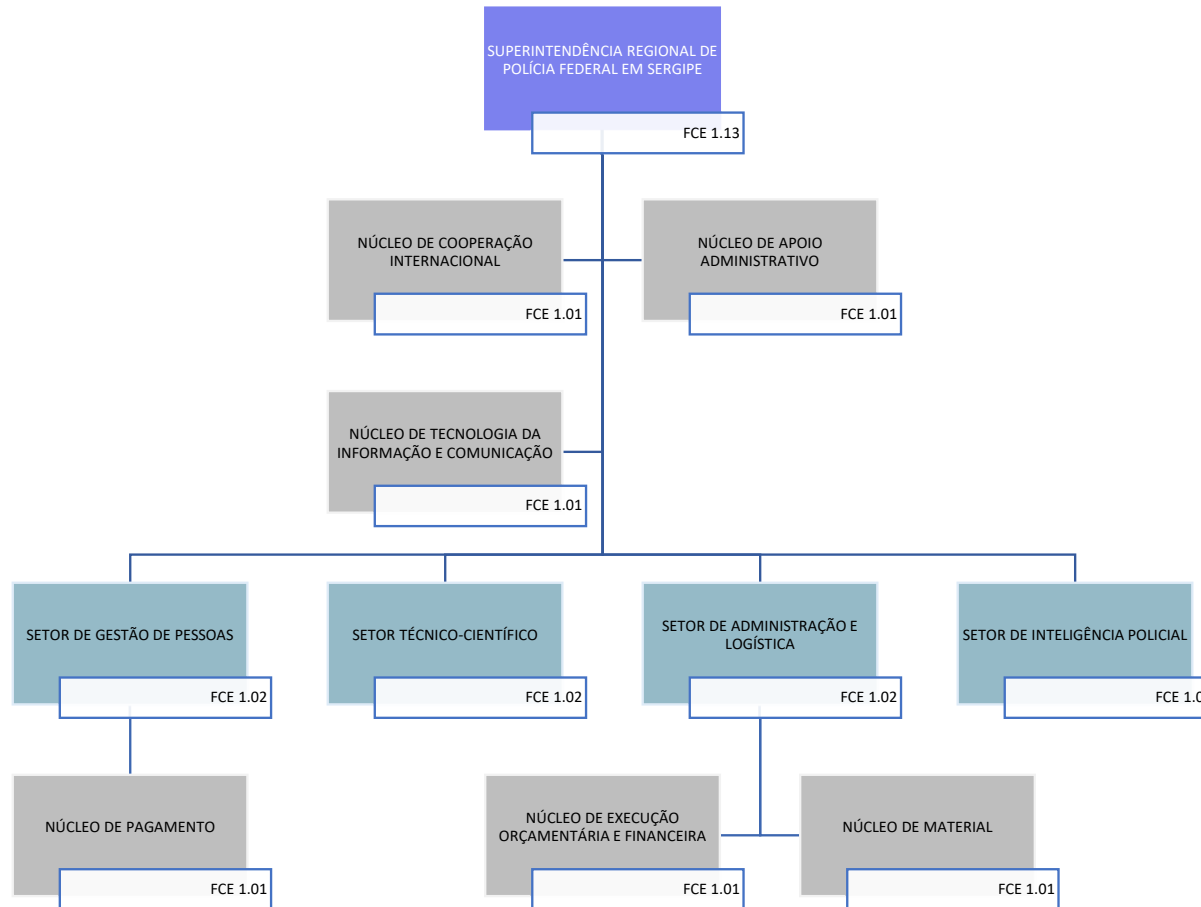 SUPERINTENDÊNCIA REGIONAL DE
POLÍCIA FEDERAL EM SERGIPE
FCE 1.13
NÚCLEO DE COOPERAÇÃO
INTERNACIONAL
FCE 1.01
NÚCLEO DE APOIO
ADMINISTRATIVO
FCE 1.01
NÚCLEO DE TECNOLOGIA DA
INFORMAÇÃO E COMUNICAÇÃO
FCE 1.01
SETOR DE GESTÃO DE PESSOAS
FCE 1.02
SETOR TÉCNICO-CIENTÍFICO
FCE 1.02
SETOR DE ADMINISTRAÇÃO E
LOGÍSTICA
FCE 1.02
SETOR DE INTELIGÊNCIA POLICIAL
FCE
NÚCLEO DE PAGAMENTO
FCE 1.01
NÚCLEO DE EXECUÇÃO
ORÇAMENTÁRIA E FINANCEIRA
FCE 1.01
NÚCLEO DE MATERIAL
FCE 1.01